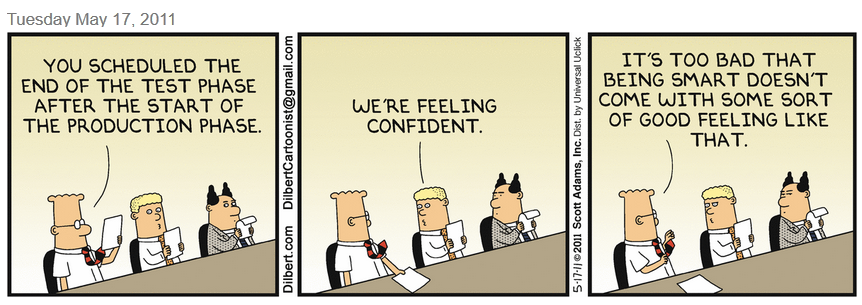 Tuesday May 17, 2011
YOU SCHEDULED THE
END OF THE TEST PHASE
AFTER THE START OF
THE PRODUCTION PHASE.
Dilbert.com DilbertCartoonist@gmail.com
WE'RE FEELING
CONFIDENT.
5-17-11 ©2011 Scott Adams, Inc. Dist. by Universal Uclick
IT'S TOO BAD THAT
BEING SMART DOESN'T
COME WITH SOME SORT
OF GOOD FEELING LIKE
THAT.